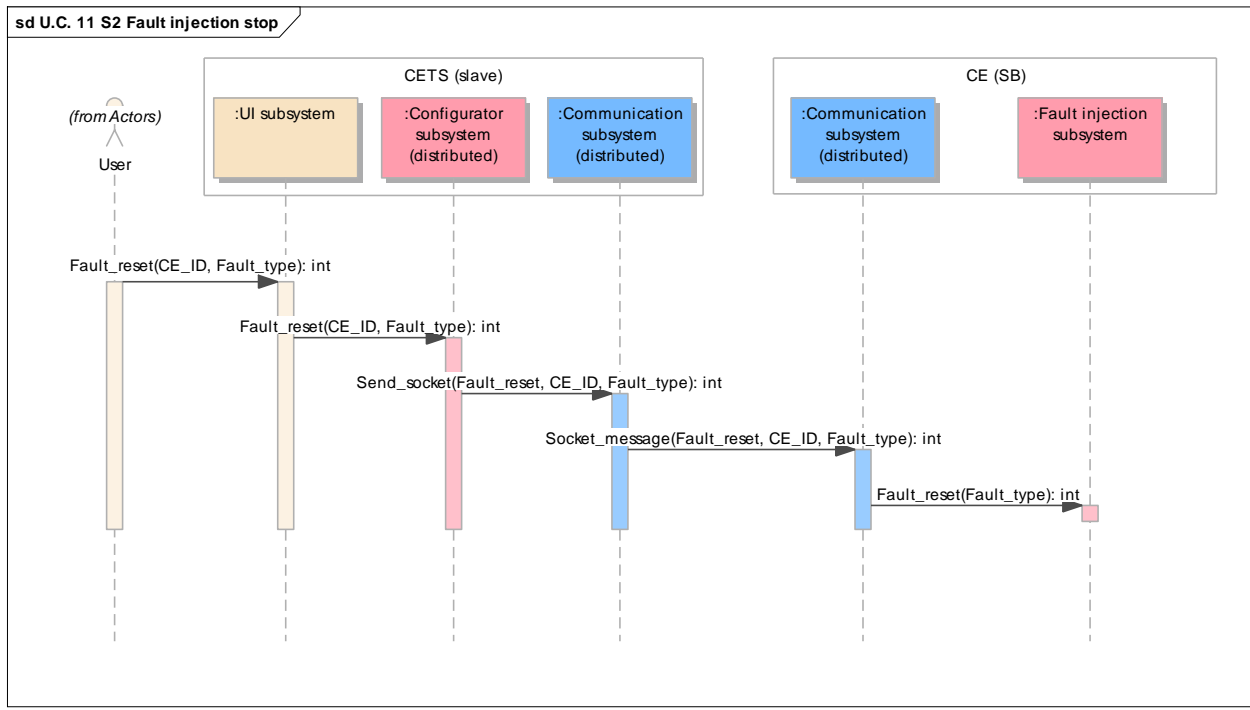 sd U.C. 11 S2 Fault injection stop
CETS (slave)
CE (SB)
(from Actors)
User
:UI subsystem
:Configurator
subsystem
(distributed)
:Communication
subsystem
(distributed)
:Communication
subsystem
(distributed)
:Fault injection
subsystem
Fault_reset(CE_ID, Fault_type): int
Fault_reset(CE_ID, Fault_type): int
Send_socket(Fault_reset, CE_ID, Fault_type): int
Socket_message(Fault_reset, CE_ID, Fault_type): int
Fault_reset(Fault_type): int